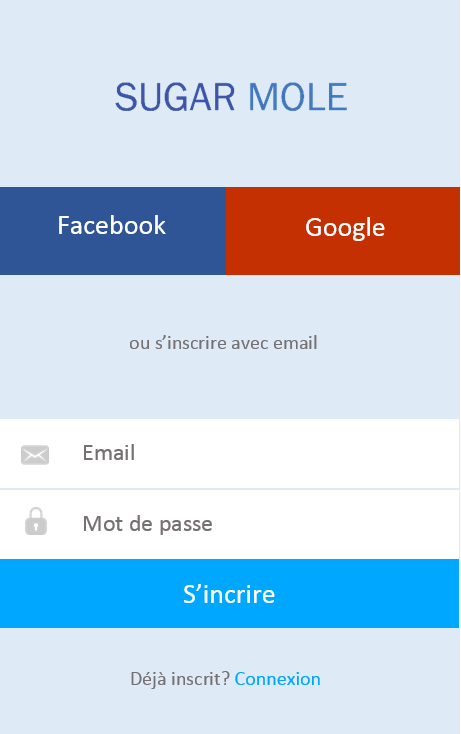 SUGAR MOLE
Facebook
Google
ou s’inscrire avec email
Email
Mot de passe
S’incrire
Déjà inscrit? Connexion